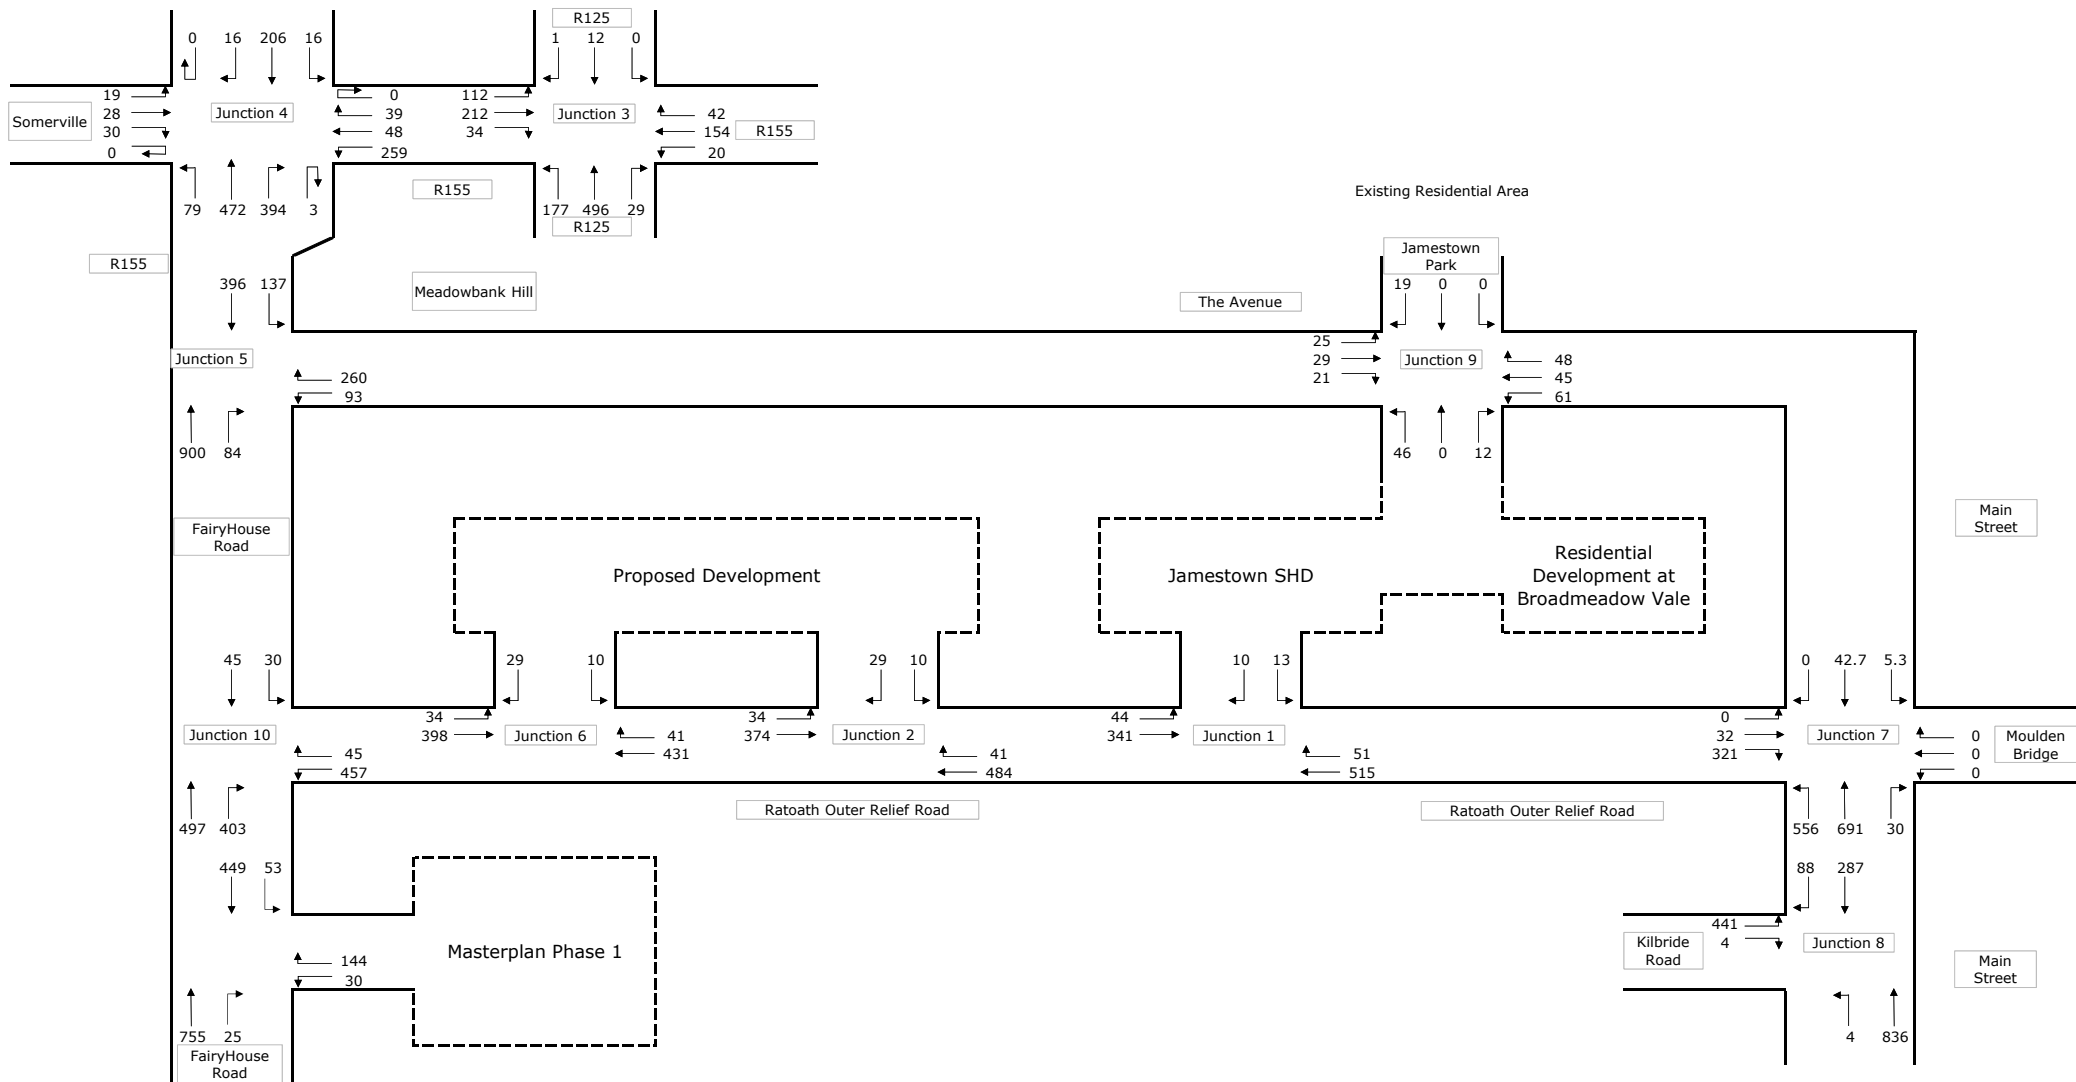 R125
0 16 206 16
1 12 0
19
28
30
0
Somerville
Junction 4
0
39
48
259
112
212
34
Junction 3
42
154
20
R155
R155
79 472 394 3
177 496 29
R125
Existing Residential Area
R155
396 137
Meadowbank Hill
The Avenue
Jamestown
Park
19 0 0
Junction 5
260
93
25
29
21
Junction 9
48
45
61
900 84
46 0 12
FairyHouse
Road
Main
Street
Proposed Development
Jamestown SHD
Residential
Development at
Broadmeadow Vale
45 30
29 10
29 10
10 13
0 42.7 5.3
Junction 10
45
457
34
398
Junction 6
41
431
34
374
Junction 2
41
484
44
341
Junction 1
51
515
0
32
321
Junction 7
0
0
0
Moulden
Bridge
Ratoath Outer Relief Road
Ratoath Outer Relief Road
497 403
556 691 30
449 53
88 287
Masterplan Phase 1
144
30
441
4
Kilbride
Road
Junction 8
Main
Street
755 25
4 836
FairyHouse
Road